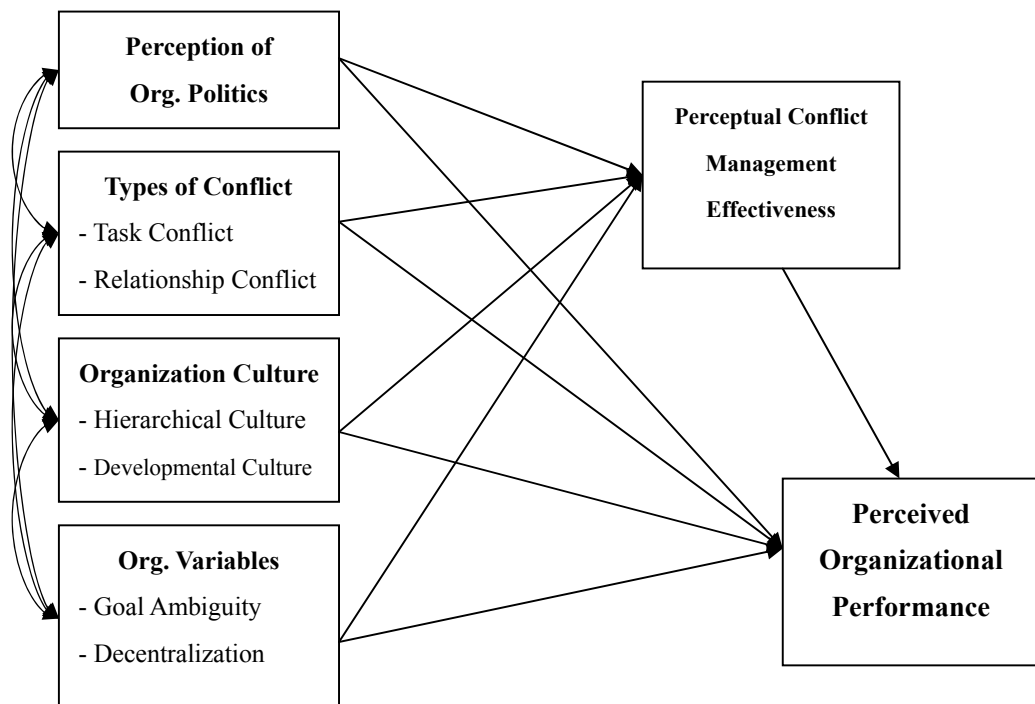 Perception of
Org. Politics
Types of Conflict
- Task Conflict
- Relationship Conflict
Organization Culture
- Hierarchical Culture
- Developmental Culture
Org. Variables
- Goal Ambiguity
- Decentralization
Perceptual Conflict
Management
Effectiveness
Perceived
Organizational
Performance